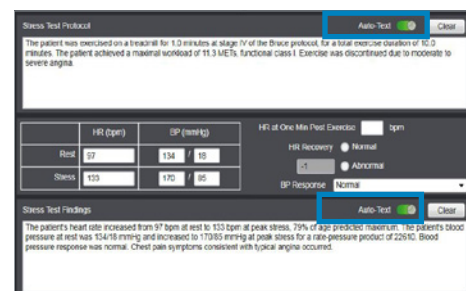 Stress Test Protocol Auto-Text Clear
The patient was exercised on a treadmill for 1.0 minutes at stage IV of the Bruce protocol, for a total exercise duration of 10.0
minutes. The patient achieved a maximal workload of 11.3 METs, functional class I. Exercise was discontinued due to moderate to
severe angina.
HR (bpm) BP (mmHg) HR at One Min Post Exercise bpm
Rest 97 134 / 18 HR Recovery Normal
-1 Abnormal
Stress 133 170 / 85 BP Response Normal
Stress Test Findings Auto-Text Clear
The patient's heart rate increased from 97 bpm at rest to 133 bpm at peak stress, 79% of age predicted maximum. The patient's blood
pressure at rest was 134/18 mmHg and increased to 170/85 mmHg at peak stress for a rate-pressure product of 22610. Blood
pressure response was normal. Chest pain symptoms consistent with typical angina occurred.